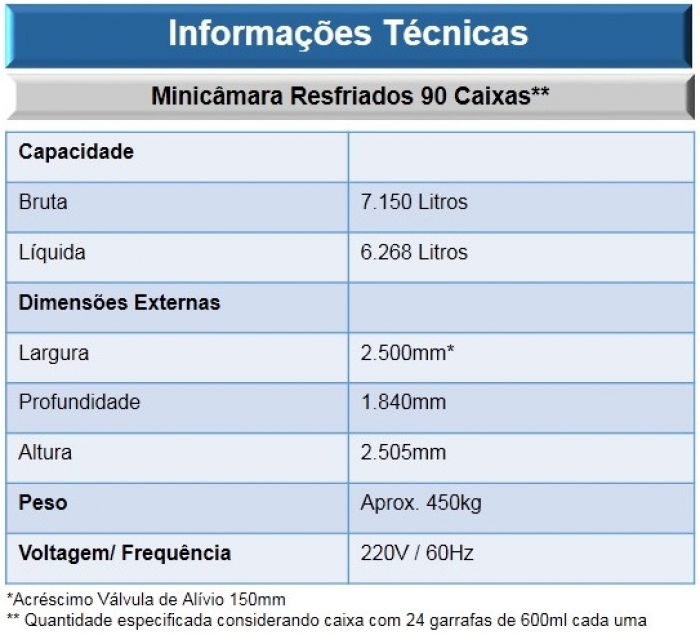 Informações Técnicas
Minicâmara Resfriados 90 Caixas**
Capacidade
Bruta 7.150 Litros
Líquida 6.268 Litros
Dimensões Externas
Largura 2.500mm*
Profundidade 1.840mm
Altura 2.505mm
Peso Aprox. 450kg
Voltagem/ Frequência 220V / 60Hz
*Acréscimo Válvula de Alívio 150mm
** Quantidade especificada considerando caixa com 24 garrafas de 600ml cada uma